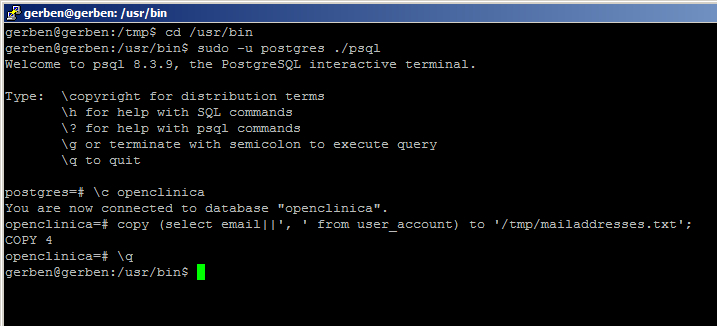 gerben@gerben: /usr/bin
gerben@gerben:/tmp$ cd /usr/bin
gerben@gerben:/usr/bin$ sudo -u postgres ./psql
Welcome to psql 8.3.9, the PostgreSQL interactive terminal.
Type:  \copyright for distribution terms
       \h for help with SQL commands
       \? for help with psql commands
       \g or terminate with semicolon to execute query
       \q to quit
postgres=# \c openclinica
You are now connected to database "openclinica".
openclinica=# copy (select email||', ' from user_account) to '/tmp/mailaddresses.txt';
COPY 4
openclinica=# \q
gerben@gerben:/usr/bin$